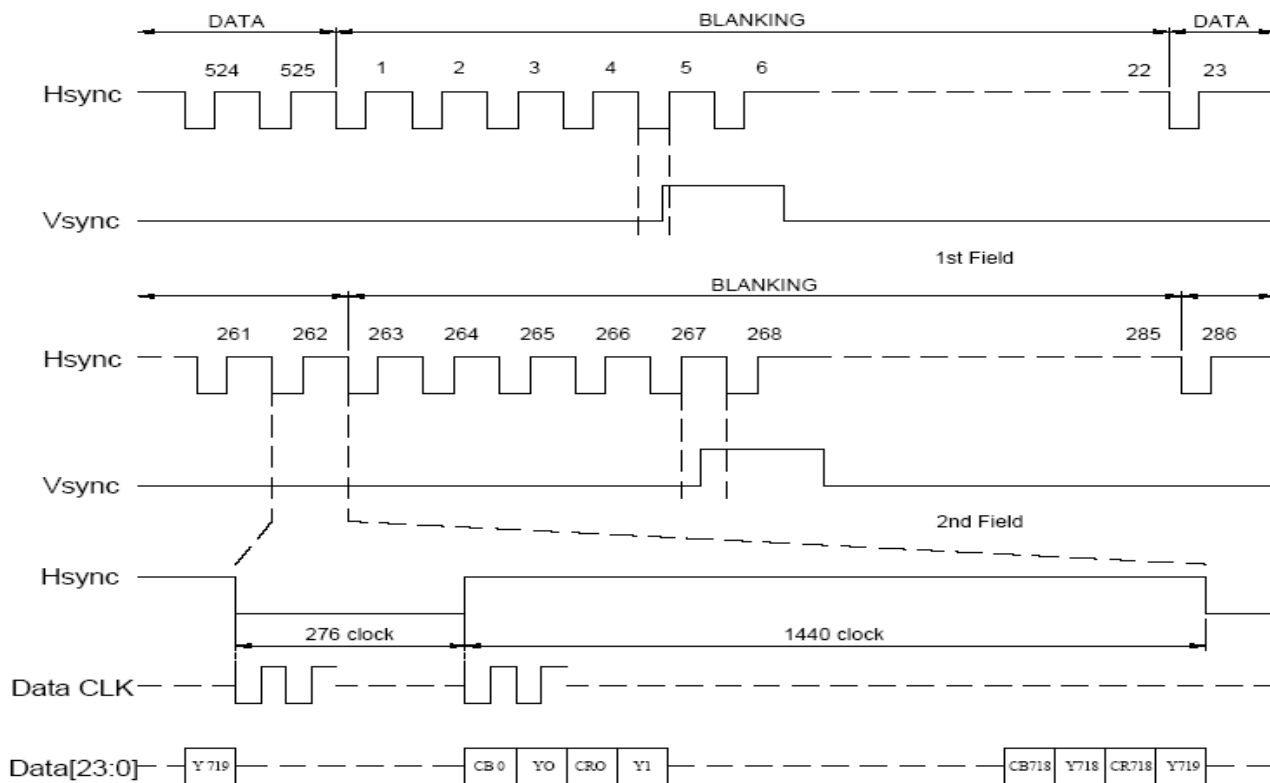 DATA BLANKING DATA
524 525 1 2 3 4 5 6 22 23
Hsync
Vsync
1st Field
BLANKING
261 262 263 264 265 266 267 268 285 286
Hsync
Vsync
2nd Field
Hsync
276 clock 1440 clock
Data CLK
Data[23:0] Y719 CB0 Y0 CR0 Y1 CB718 Y718 CR718 Y719